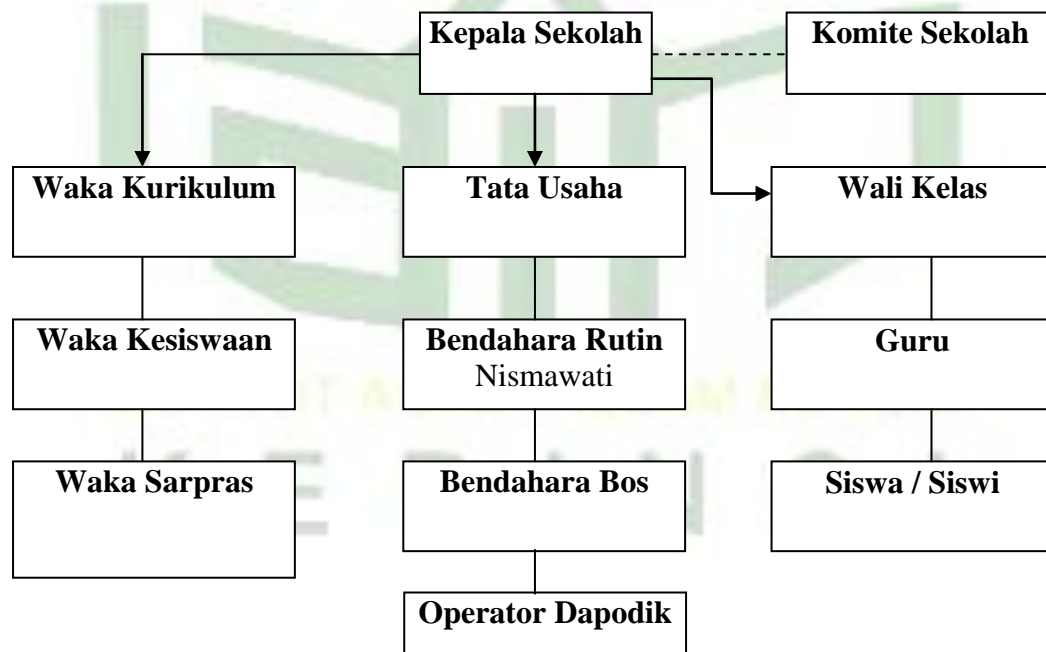 Kepala Sekolah
Komite Sekolah
Waka Kurikulum
Tata Usaha
Wali Kelas
Waka Kesiswaan
Bendahara Rutin
Nismawati
Guru
Waka Sarpras
Bendahara Bos
Siswa / Siswi
Operator Dapodik